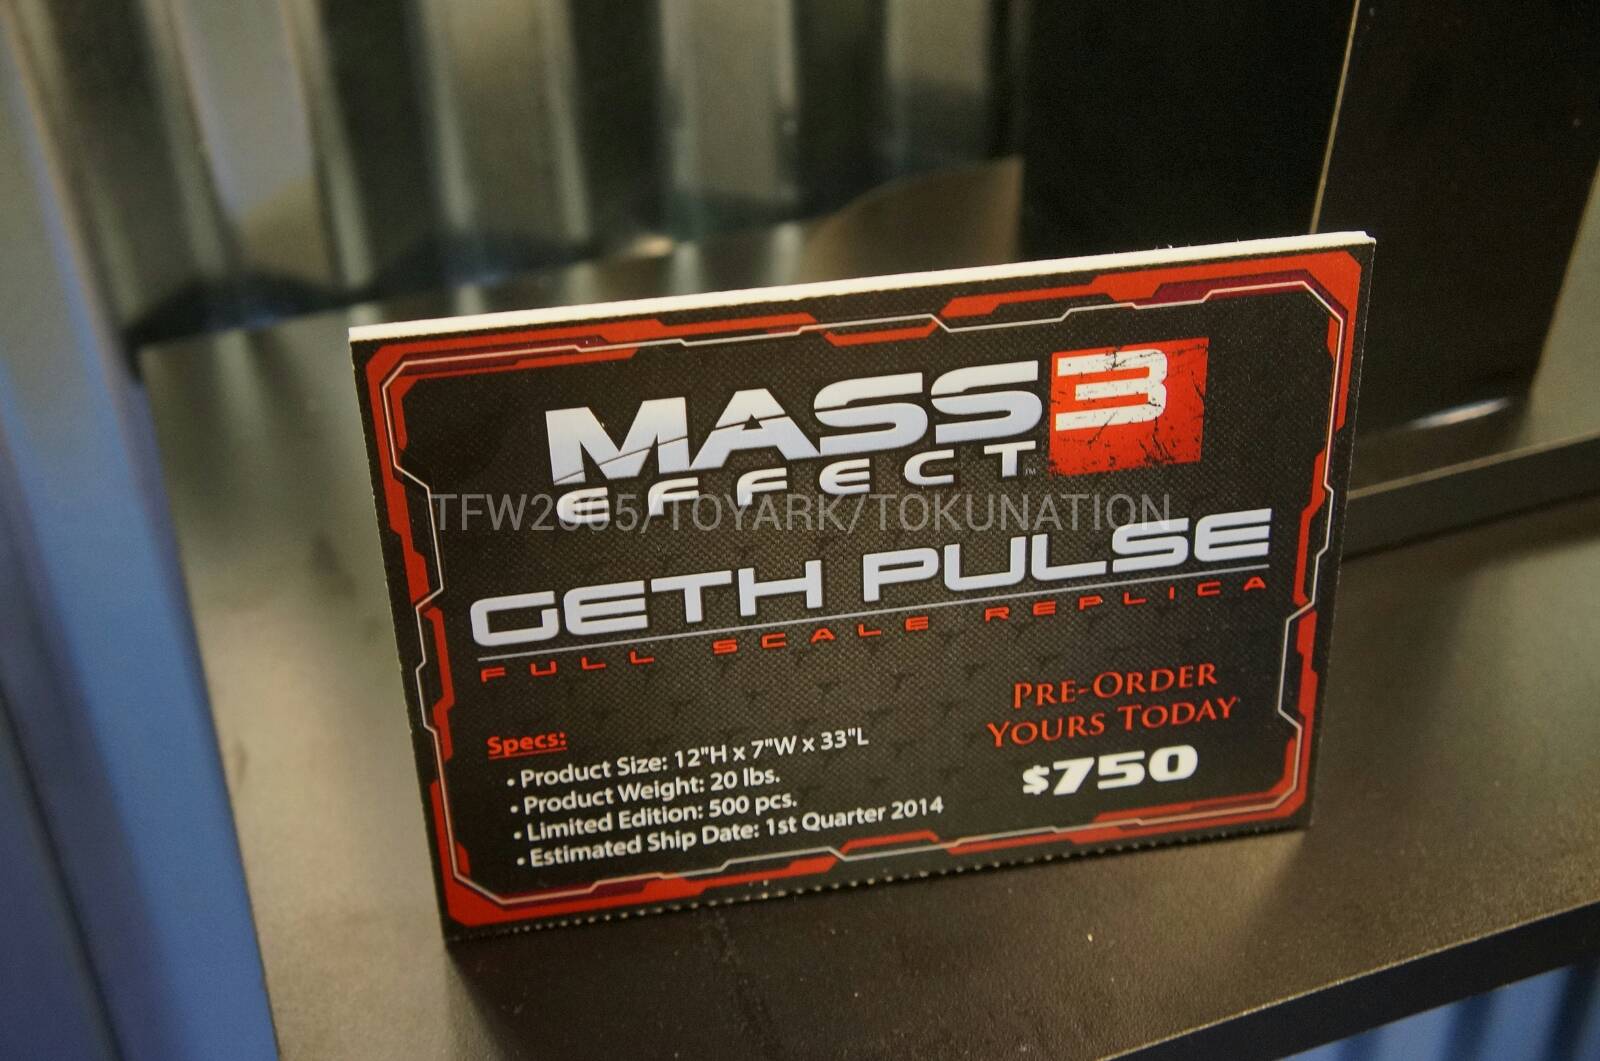 MASS 3
EFFECT™
TFW2005/TOYARK/TOKUNATION
GETH PULSE
FULL SCALE REPLICA
Specs:
• Product Size: 12"H x 7"W x 33"L
• Product Weight: 20 lbs.
• Limited Edition: 500 pcs.
• Estimated Ship Date: 1st Quarter 2014
PRE-ORDER
YOURS TODAY
$750